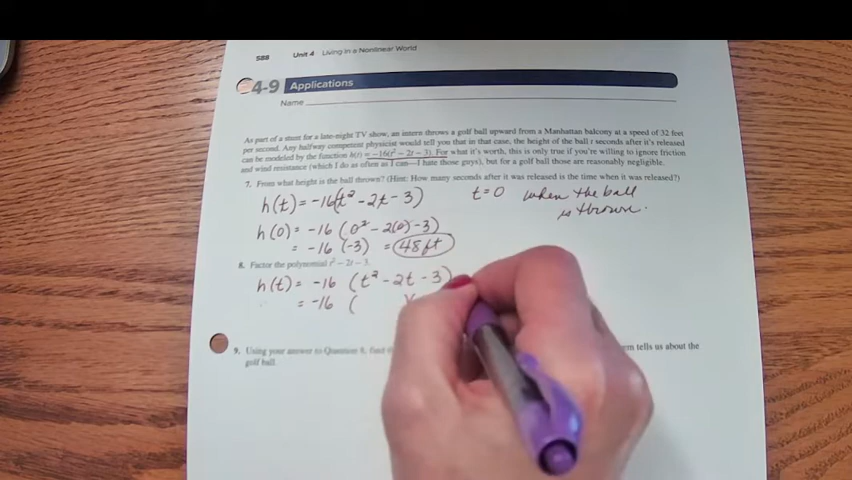 588 Unit 4 Living in a Nonlinear World
4-9 Applications
Name
As part of a stunt for a late-night TV show, an intern throws a golf ball upward from a Manhattan balcony at a speed of 32 feet
per second. Any halfway competent physicist would tell you that in that case, the height of the ball t seconds after it's released
can be modeled by the function h(t) = −16(t² − 2t − 3). For what it's worth, this is only true if you're willing to ignore friction
and wind resistance (which I do as often as I can—I hate those guys), but for a golf ball those are reasonably negligible.
7. From what height is the ball thrown? (Hint: How many seconds after it was released is the time when it was released?)
h(t) = -16(t² - 2t - 3) t = 0 when the ball
is thrown.
h(0) = -16 (0² - 2(0) - 3)
= -16 (-3) = 48ft
8. Factor the polynomial t² − 2t − 3.
h(t) = -16 (t² - 2t - 3)
= -16 ( )(
9. Using your answer to Question 8, find em tells us about the
golf ball.